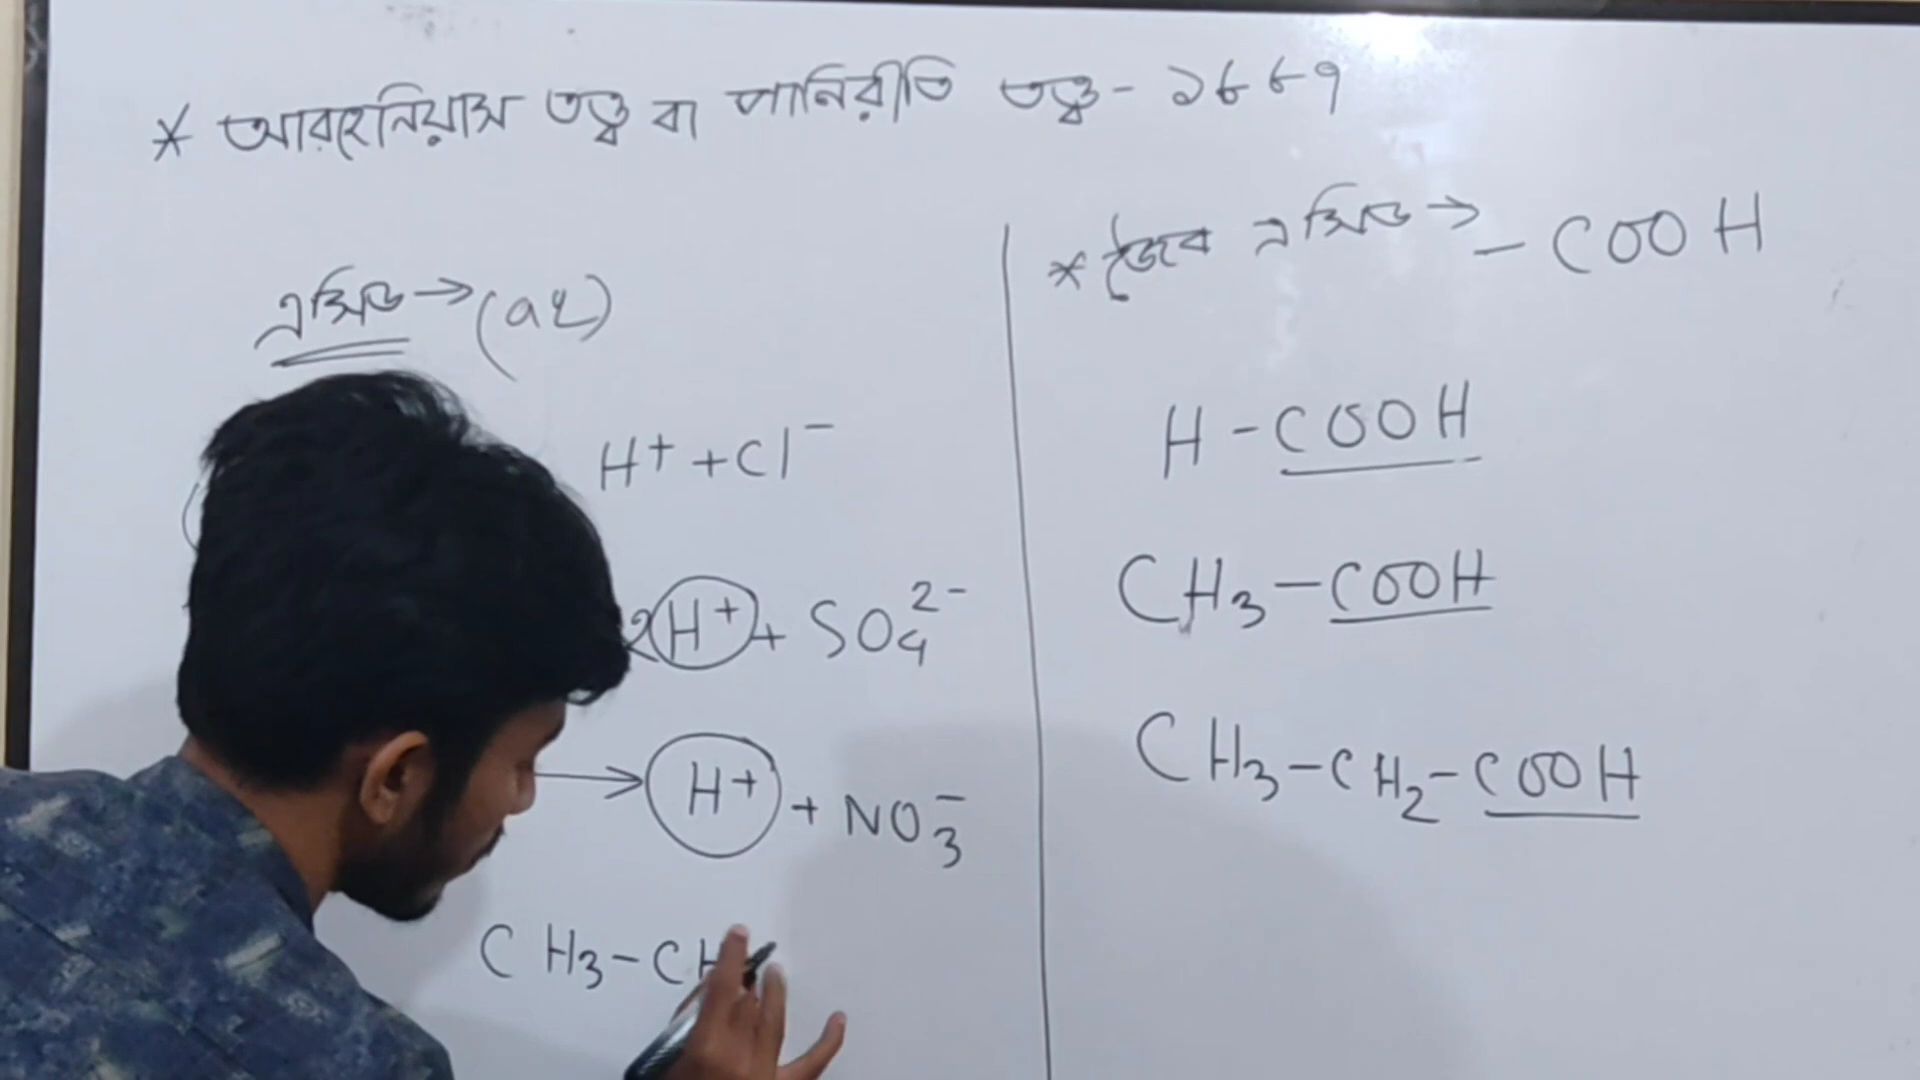 * আরহেনিয়াস তত্ত্ব বা পানিরীতি তত্ত্ব - ১৮৮৭
এসিড → (aq)
H⁺ + Cl⁻
2H⁺ + SO₄²⁻
→ H⁺ + NO₃⁻
CH₃-CH
* জৈব এসিড → -COOH
H-COOH
CH₃-COOH
CH₃-CH₂-COOH